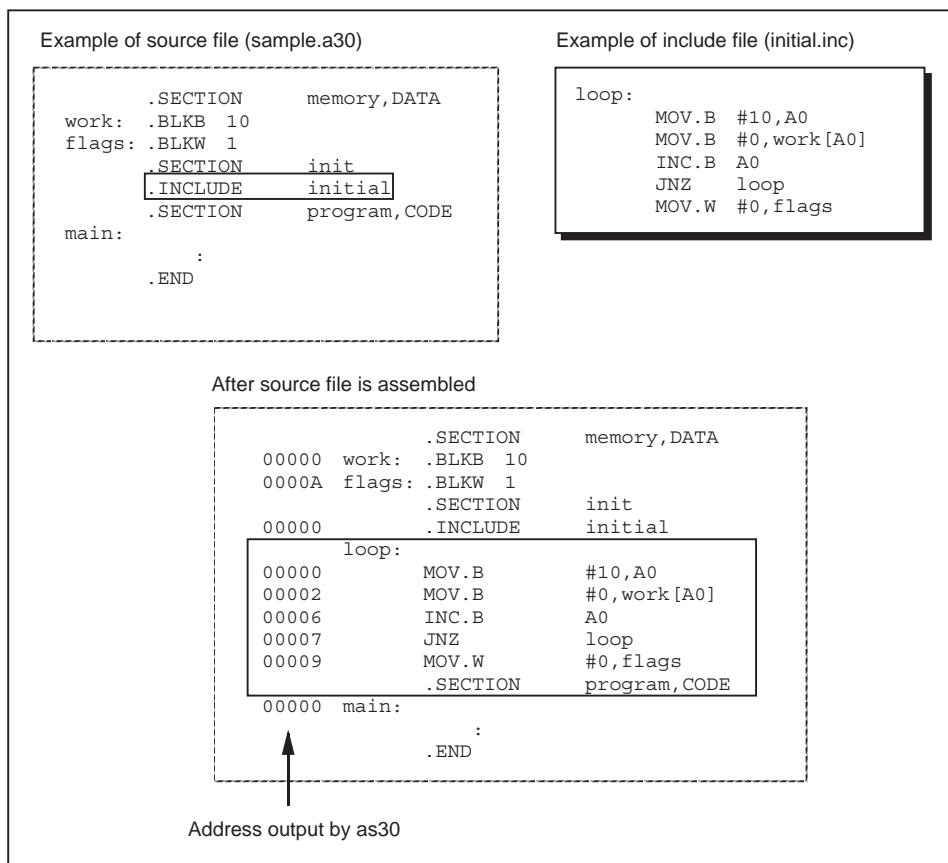 Example of source file (sample.a30)
.SECTION memory,DATA
work: .BLKB 10
flags: .BLKW 1
.SECTION init
.INCLUDE initial
.SECTION program,CODE
main:
:
.END
Example of include file (initial.inc)
loop:
MOV.B #10,A0
MOV.B #0,work[A0]
INC.B A0
JNZ loop
MOV.W #0,flags
After source file is assembled
.SECTION memory,DATA
00000 work: .BLKB 10
0000A flags: .BLKW 1
.SECTION init
00000 .INCLUDE initial
loop:
00000 MOV.B #10,A0
00002 MOV.B #0,work[A0]
00006 INC.B A0
00007 JNZ loop
00009 MOV.W #0,flags
.SECTION program,CODE
00000 main:
:
.END
Address output by as30